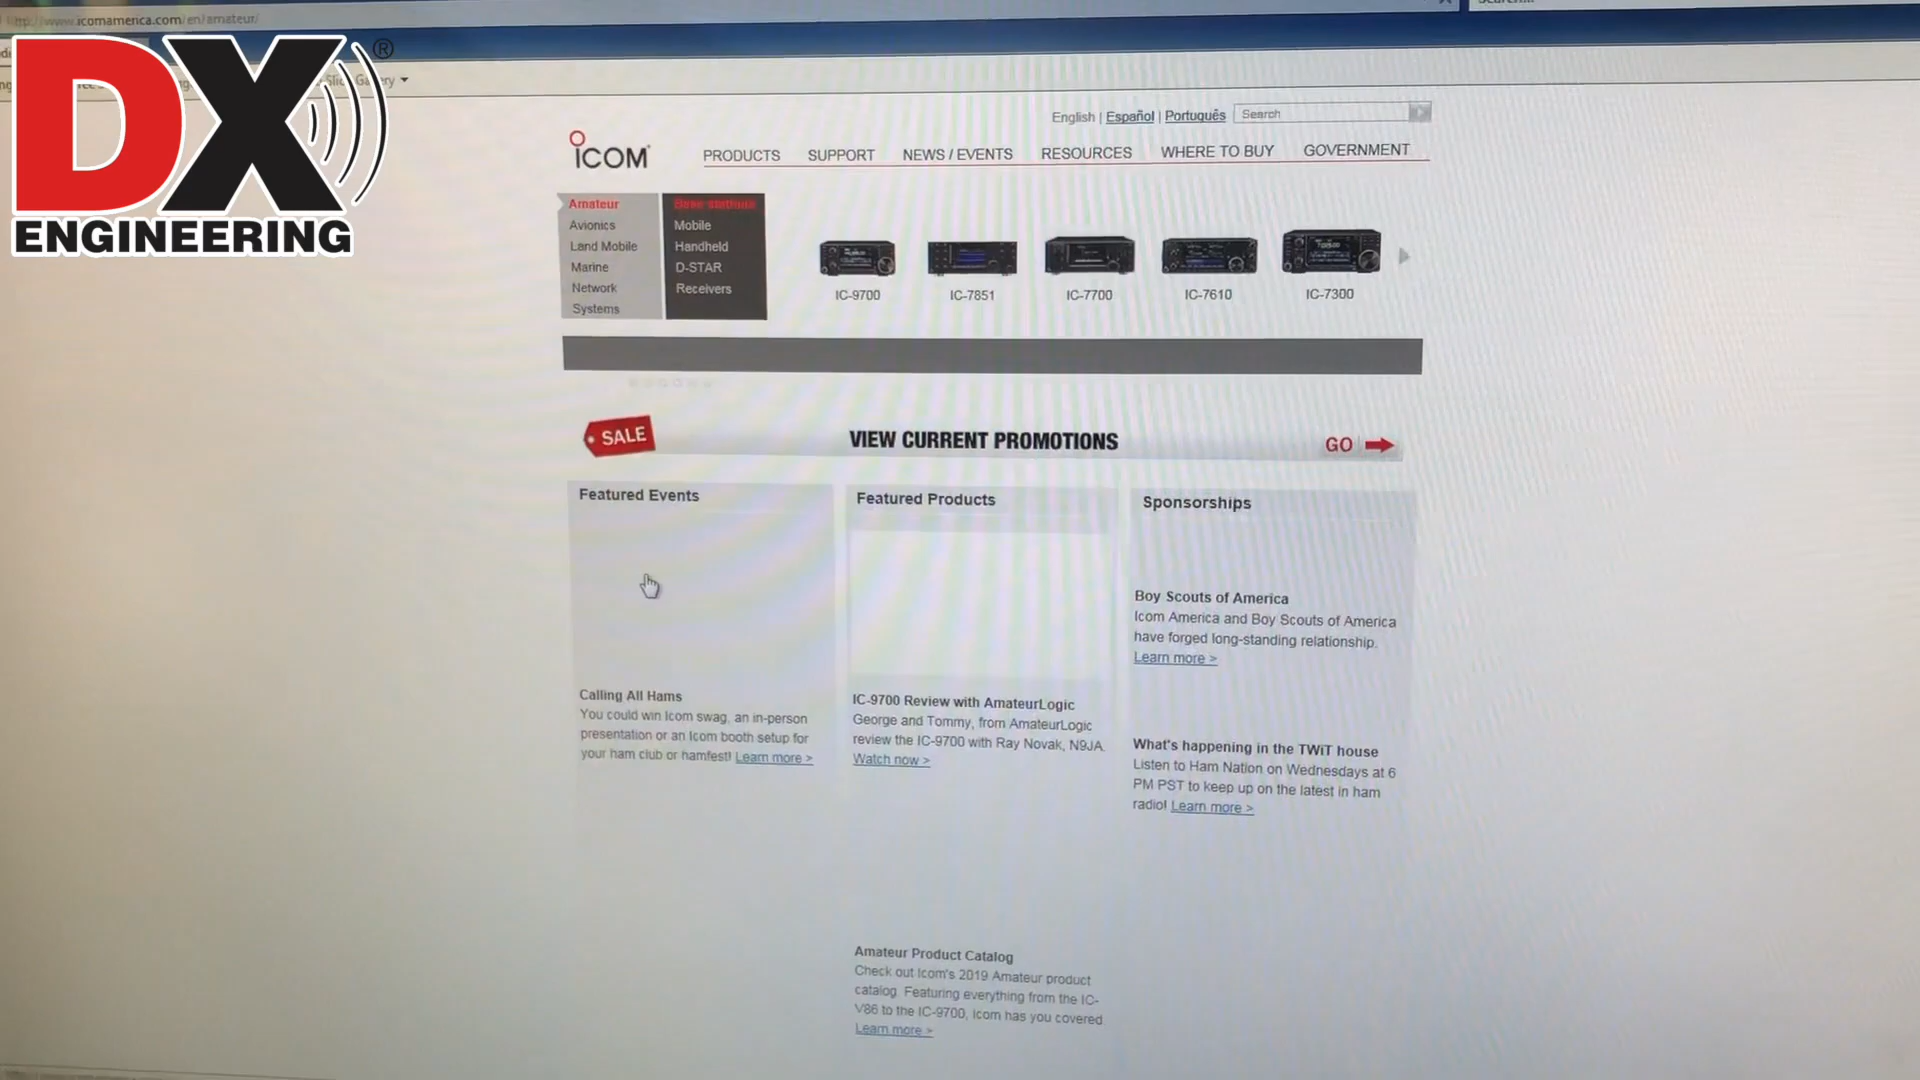 http://www.icomamerica.com/en/amateur/
Search...
DX®
ENGINEERING
English | Español | Português
Search
ICOM
PRODUCTS SUPPORT NEWS / EVENTS RESOURCES WHERE TO BUY GOVERNMENT
Amateur
Avionics
Land Mobile
Marine
Network
Systems
Base stations
Mobile
Handheld
D-STAR
Receivers
IC-9700
IC-7851
IC-7700
IC-7610
IC-7300
SALE
VIEW CURRENT PROMOTIONS
GO
Featured Events
Calling All Hams
You could win Icom swag, an in-person
presentation or an Icom booth setup for
your ham club or hamfest! Learn more >
Featured Products
IC-9700 Review with AmateurLogic
George and Tommy, from AmateurLogic
review the IC-9700 with Ray Novak, N9JA.
Watch now >
Amateur Product Catalog
Check out Icom's 2019 Amateur product
catalog. Featuring everything from the IC-
V86 to the IC-9700, Icom has you covered.
Learn more >
Sponsorships
Boy Scouts of America
Icom America and Boy Scouts of America
have forged long-standing relationship.
Learn more >
What's happening in the TWiT house
Listen to Ham Nation on Wednesdays at 6
PM PST to keep up on the latest in ham
radio! Learn more >